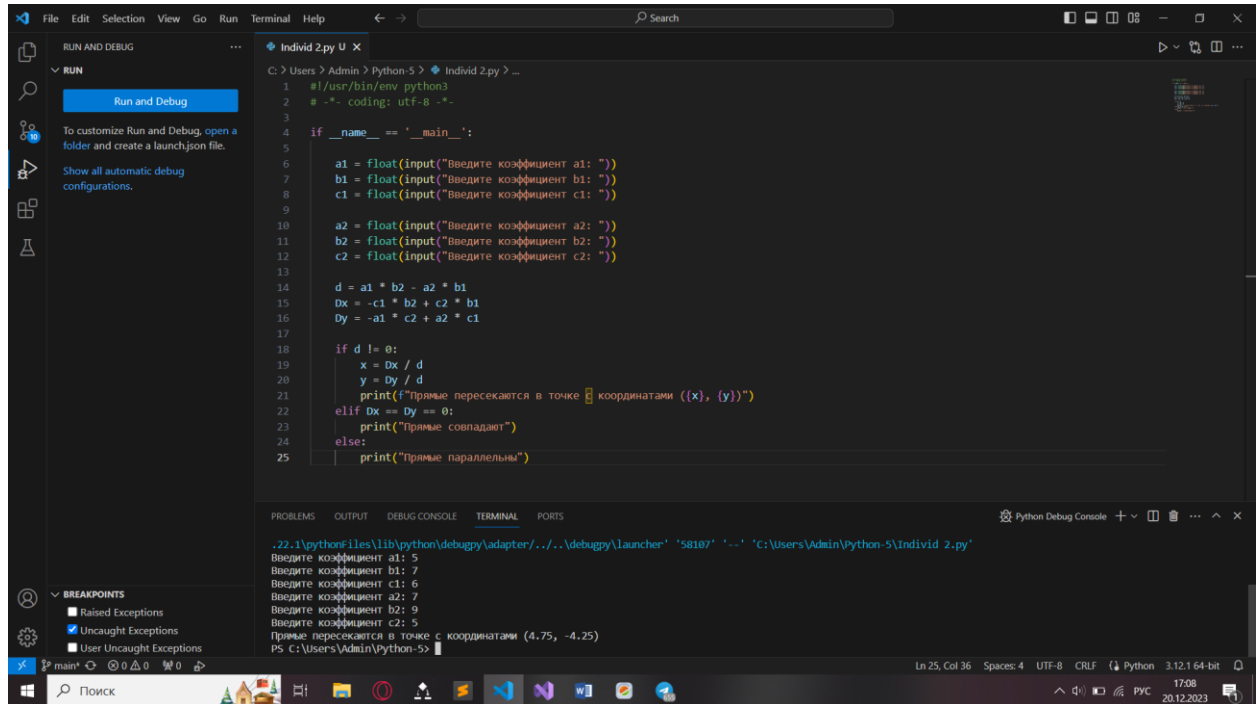 File Edit Selection View Go Run Terminal Help
Search
RUN AND DEBUG
RUN
Run and Debug
To customize Run and Debug, open a
folder and create a launch.json file.
Show all automatic debug
configurations.
10
Individ 2.py U
C: > Users > Admin > Python-5 > Individ 2.py > ...
1 #!/usr/bin/env python3
2 # -*- coding: utf-8 -*-
3
4 if __name__ == '__main__':
5
6 a1 = float(input("Введите коэффициент a1: "))
7 b1 = float(input("Введите коэффициент b1: "))
8 c1 = float(input("Введите коэффициент c1: "))
9
10 a2 = float(input("Введите коэффициент a2: "))
11 b2 = float(input("Введите коэффициент b2: "))
12 c2 = float(input("Введите коэффициент c2: "))
13
14 d = a1 * b2 - a2 * b1
15 Dx = -c1 * b2 + c2 * b1
16 Dy = -a1 * c2 + a2 * c1
17
18 if d != 0:
19 x = Dx / d
20 y = Dy / d
21 print(f"Прямые пересекаются в точке с координатами ({x}, {y})")
22 elif Dx == Dy == 0:
23 print("Прямые совпадают")
24 else:
25 print("Прямые параллельны")
PROBLEMS OUTPUT DEBUG CONSOLE TERMINAL PORTS
Python Debug Console
.22.1\pythonFiles\lib\python\debugpy\adapter/../..\debugpy\launcher' '58107' '--' 'C:\Users\Admin\Python-5\Individ 2.py'
Введите коэффициент a1: 5
Введите коэффициент b1: 7
Введите коэффициент c1: 6
Введите коэффициент a2: 7
Введите коэффициент b2: 9
Введите коэффициент c2: 5
Прямые пересекаются в точке с координатами (4.75, -4.25)
PS C:\Users\Admin\Python-5>
BREAKPOINTS
Raised Exceptions
Uncaught Exceptions
User Uncaught Exceptions
main* 0 0 0
Ln 25, Col 36 Spaces: 4 UTF-8 CRLF Python 3.12.1 64-bit
Поиск
РУС
17:08
20.12.2023